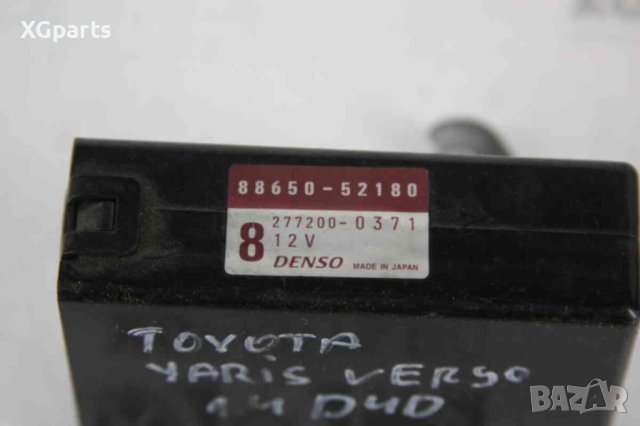 XGparts
88650-52180
277200-0371
8
12V
DENSO MADE IN JAPAN
TOYOTA
YARIS VERSO
1.4 D4D
BAZAR